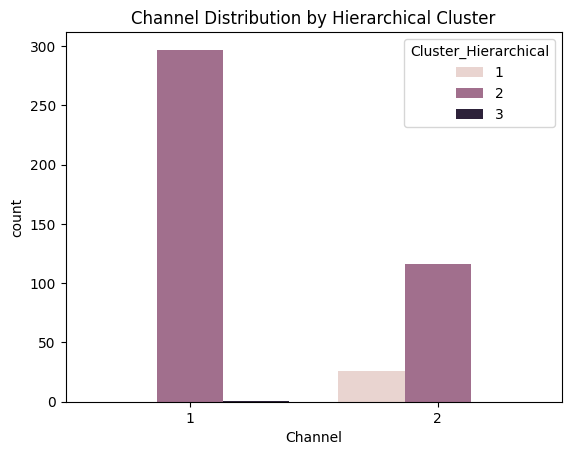 Channel Distribution by Hierarchical Cluster
Cluster_Hierarchical
1
2
3
300
250
200
150
100
50
0
count
1 2
Channel